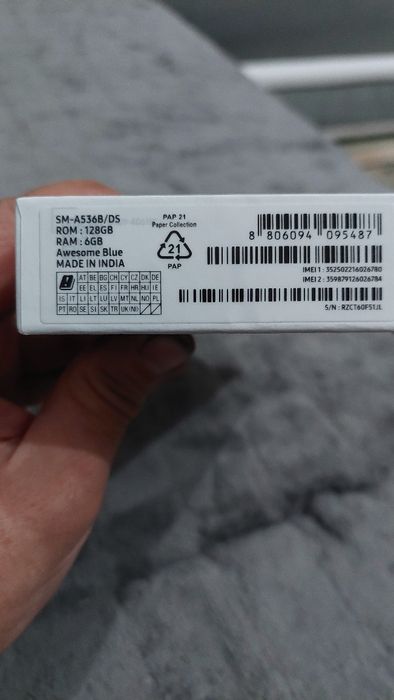 SM-A536B/DS
ROM : 128GB
RAM : 6GB
Awesome Blue
MADE IN INDIA
AT BE BG CH CY CZ DK DE
EE EL ES FI FR HR HU IE
IS IT LI LT LU LV MT NL NO PL
PT RO SE SI SK TR UK(NI)
PAP 21
Paper Collection
21
PAP
8 806094 095487
IMEI 1 : 352502216026780
IMEI 2 : 359879126026784
S/N : RZCT60F51JL